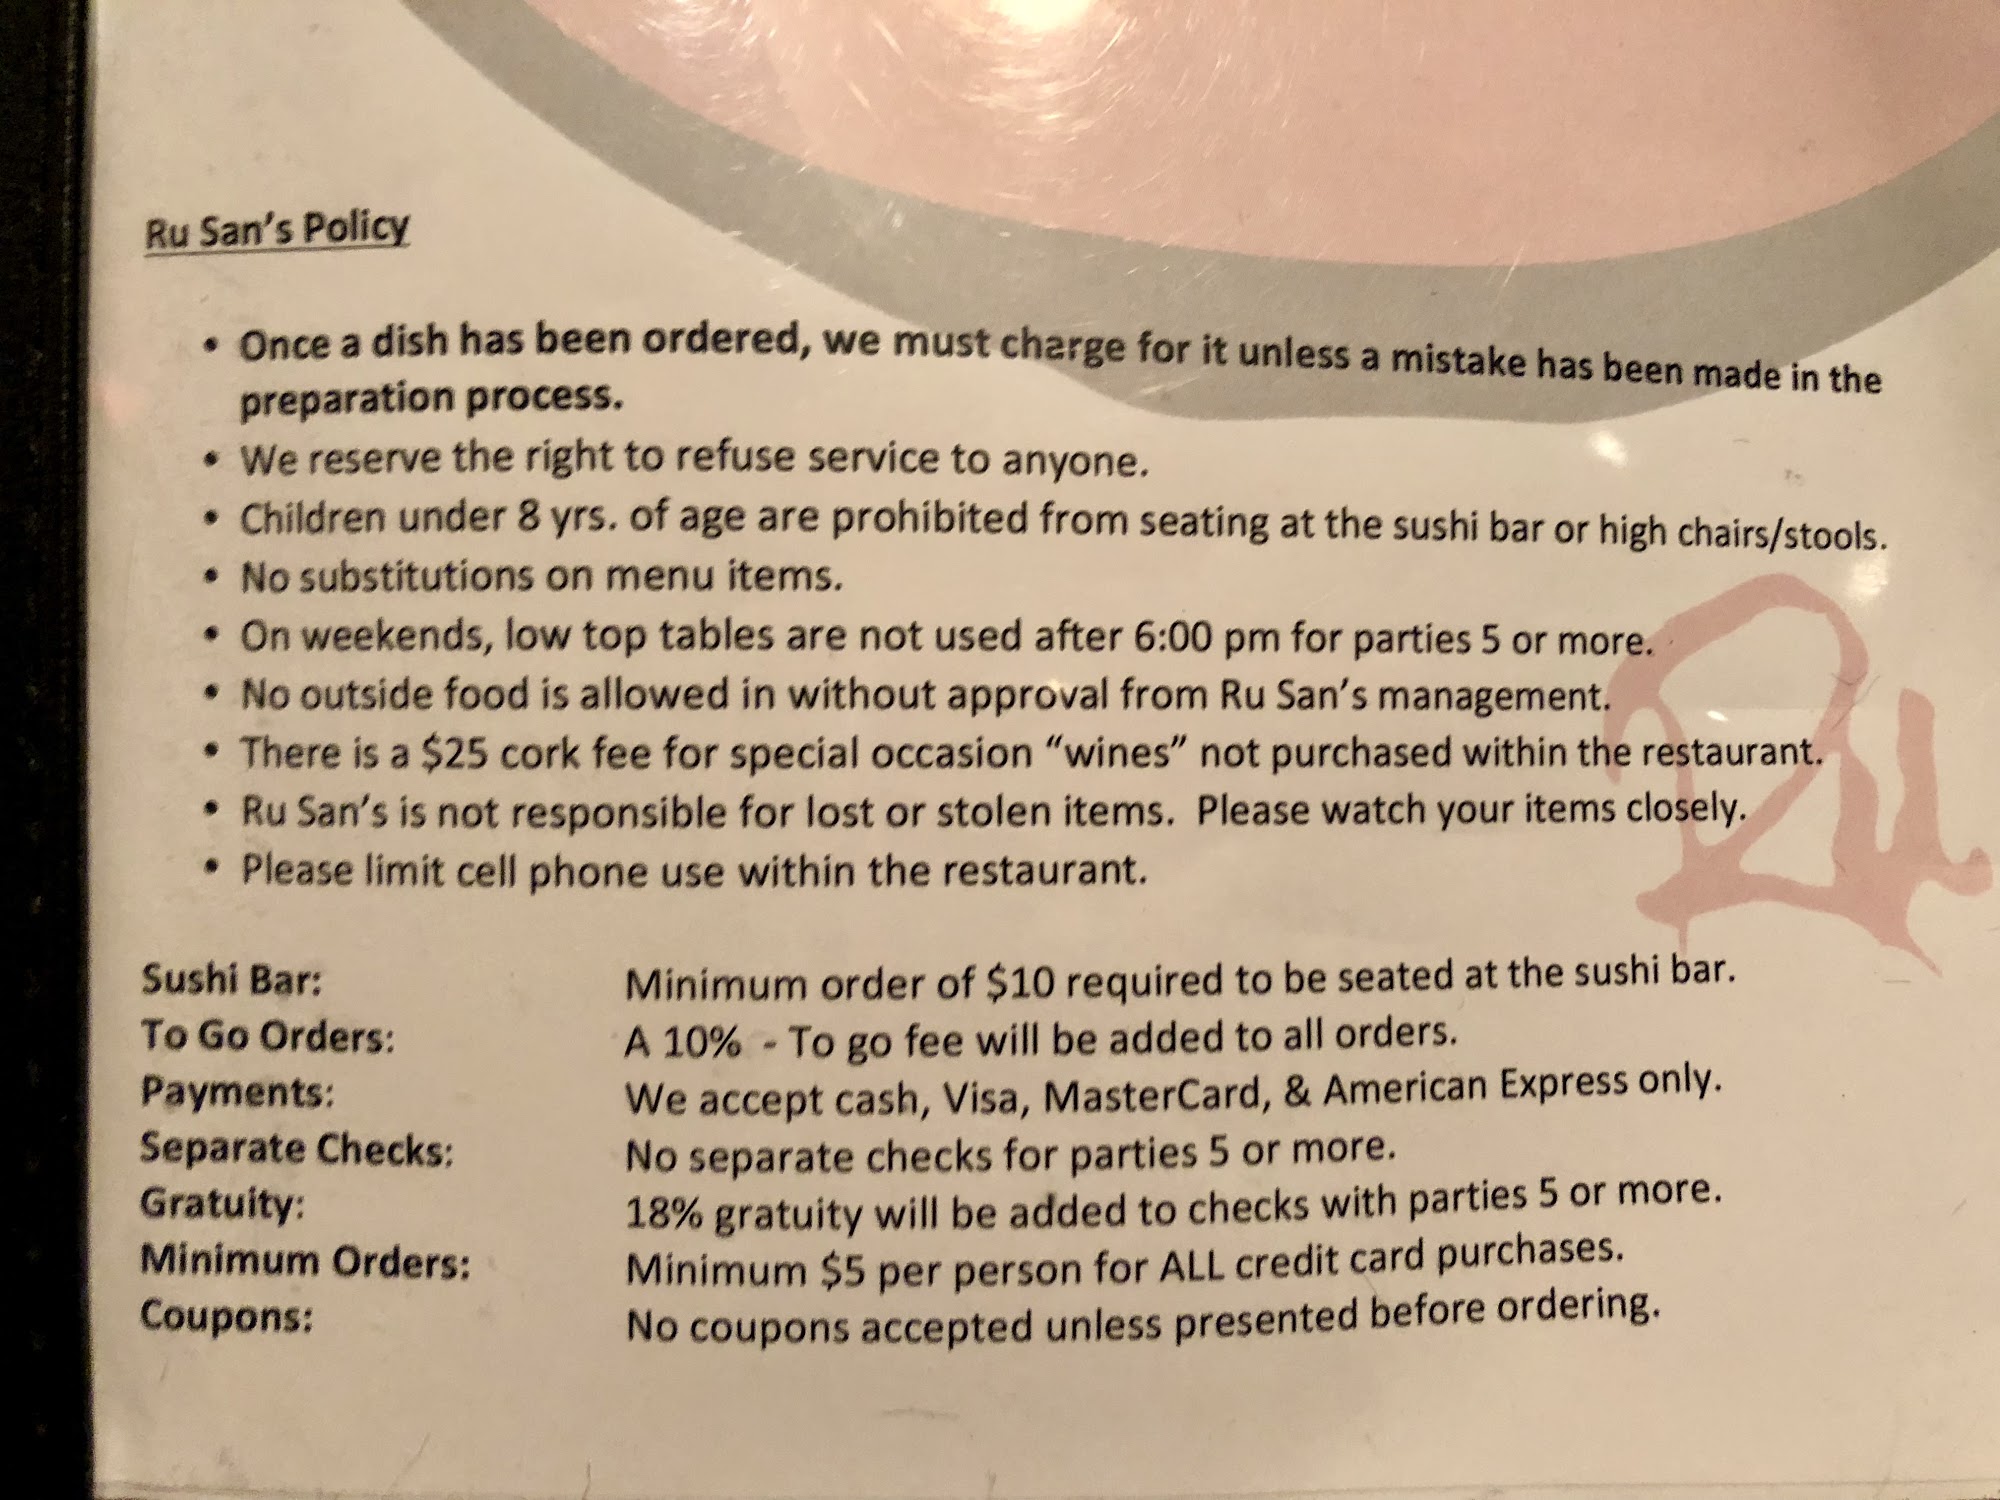 Ru San's Policy
• Once a dish has been ordered, we must charge for it unless a mistake has been made in the
preparation process.
• We reserve the right to refuse service to anyone.
• Children under 8 yrs. of age are prohibited from seating at the sushi bar or high chairs/stools.
• No substitutions on menu items.
• On weekends, low top tables are not used after 6:00 pm for parties 5 or more.
• No outside food is allowed in without approval from Ru San's management.
• There is a $25 cork fee for special occasion “wines” not purchased within the restaurant.
• Ru San's is not responsible for lost or stolen items.  Please watch your items closely.
• Please limit cell phone use within the restaurant.
Ru
Sushi Bar: Minimum order of $10 required to be seated at the sushi bar.
To Go Orders: A 10%  - To go fee will be added to all orders.
Payments: We accept cash, Visa, MasterCard, & American Express only.
Separate Checks: No separate checks for parties 5 or more.
Gratuity: 18% gratuity will be added to checks with parties 5 or more.
Minimum Orders: Minimum $5 per person for ALL credit card purchases.
Coupons: No coupons accepted unless presented before ordering.